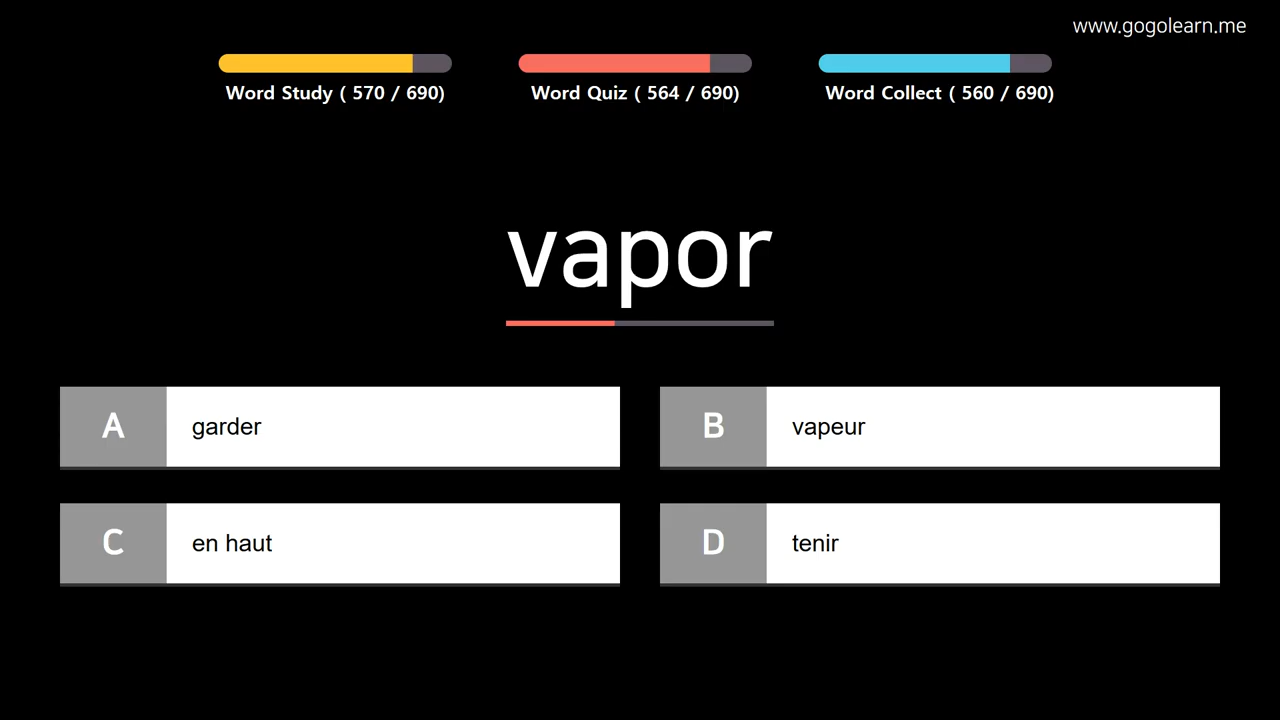 www.gogolearn.me
Word Study ( 570 / 690)
Word Quiz ( 564 / 690)
Word Collect ( 560 / 690)
vapor
A garder
B vapeur
C en haut
D tenir